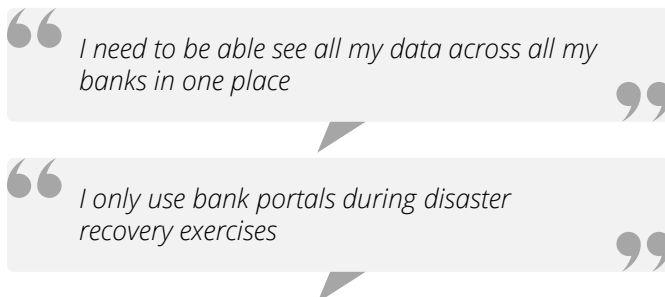 I need to be able see all my data across all my
banks in one place
I only use bank portals during disaster
recovery exercises